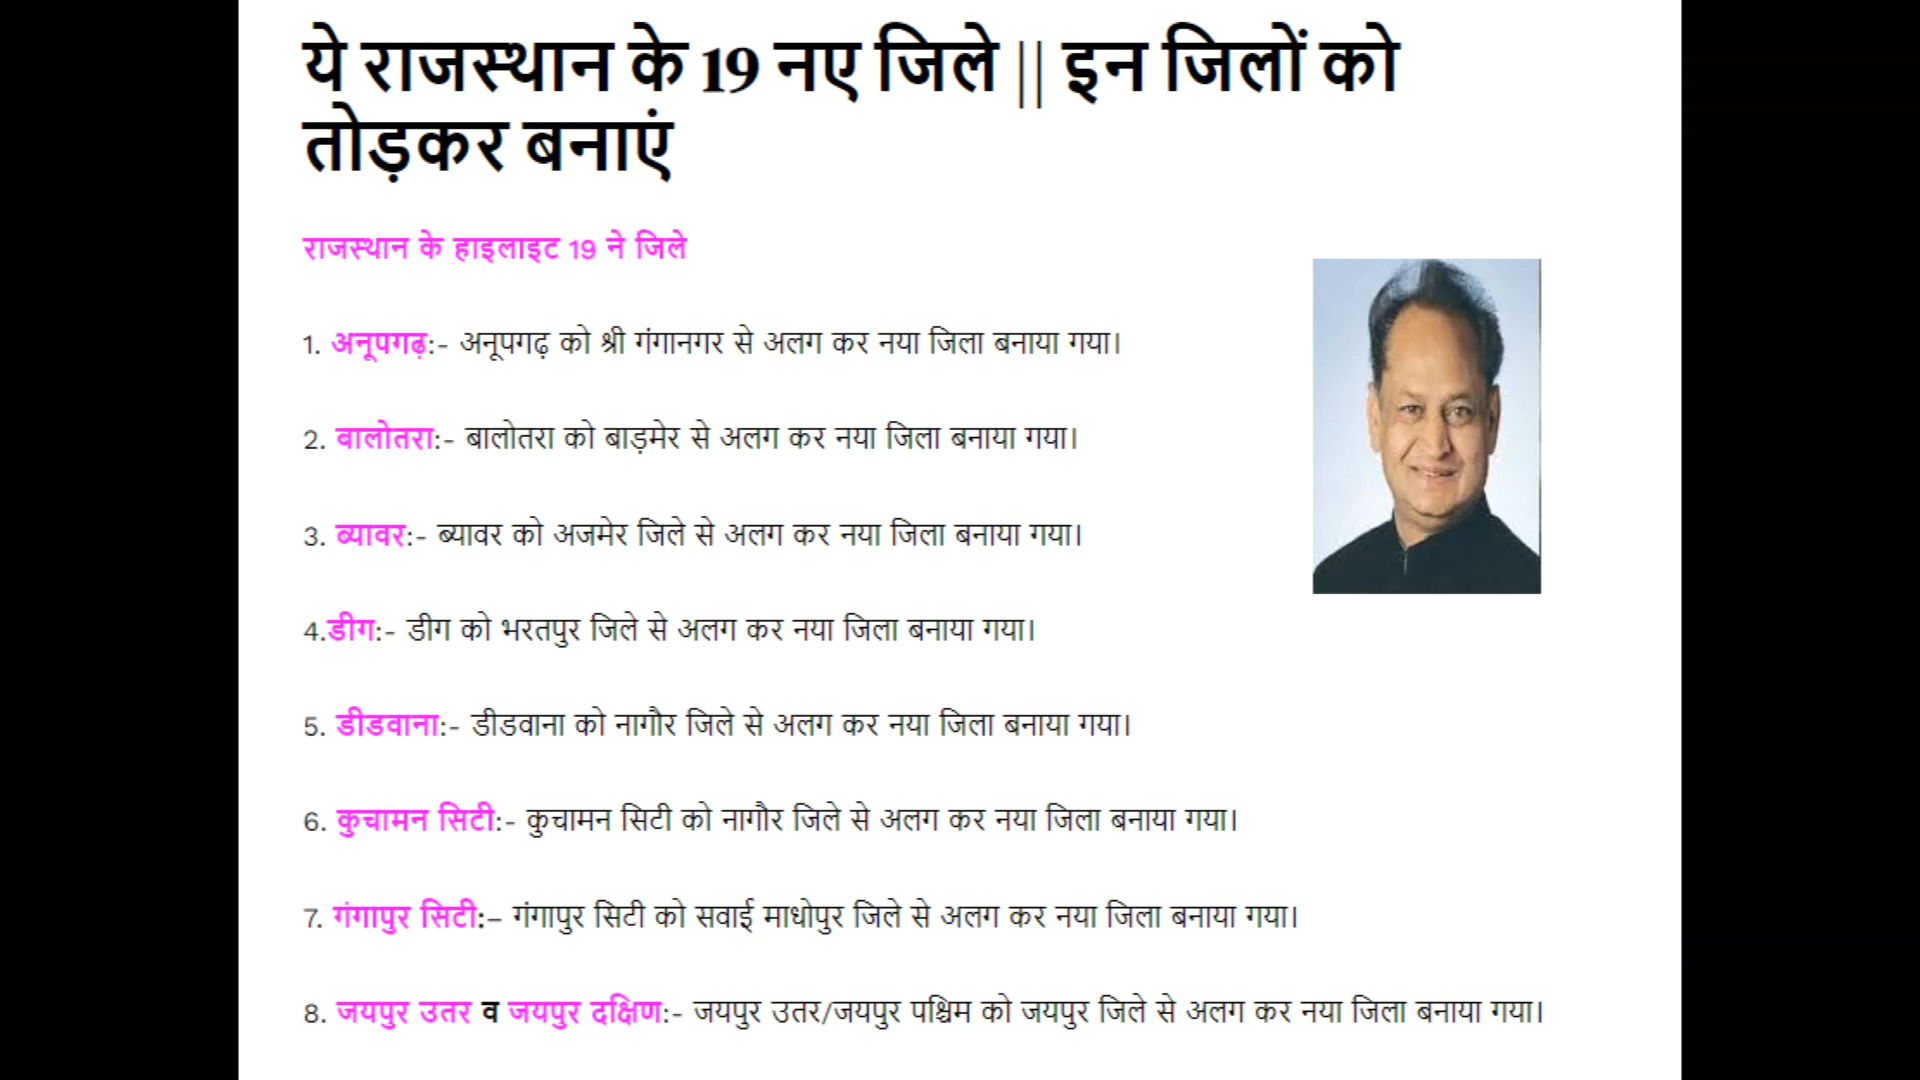 ये राजस्थान के 19 नए जिले || इन जिलों को
तोड़कर बनाएं
राजस्थान के हाइलाइट 19 ने जिले
1. अनूपगढ़:- अनूपगढ़ को श्री गंगानगर से अलग कर नया जिला बनाया गया।
2. बालोतरा:- बालोतरा को बाड़मेर से अलग कर नया जिला बनाया गया।
3. ब्यावर:- ब्यावर को अजमेर जिले से अलग कर नया जिला बनाया गया।
4.डीग:- डीग को भरतपुर जिले से अलग कर नया जिला बनाया गया।
5. डीडवाना:- डीडवाना को नागौर जिले से अलग कर नया जिला बनाया गया।
6. कुचामन सिटी:- कुचामन सिटी को नागौर जिले से अलग कर नया जिला बनाया गया।
7. गंगापुर सिटी:– गंगापुर सिटी को सवाई माधोपुर जिले से अलग कर नया जिला बनाया गया।
8. जयपुर उतर व जयपुर दक्षिण:- जयपुर उतर/जयपुर पश्चिम को जयपुर जिले से अलग कर नया जिला बनाया गया।